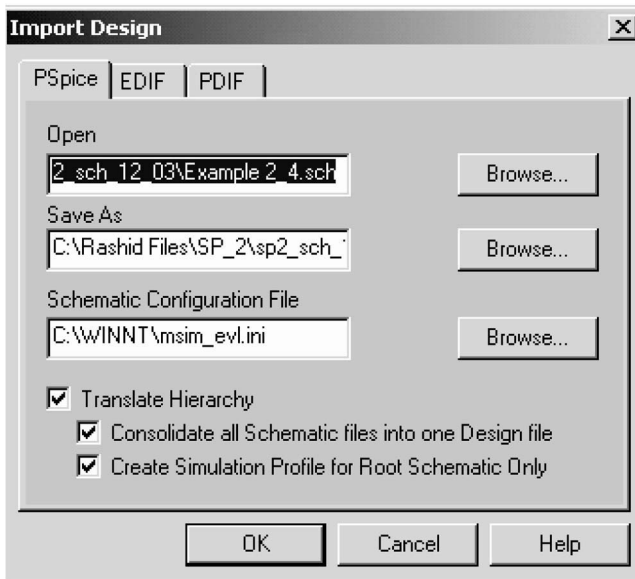 Import Design
PSpice EDIF PDIF
Open
2_sch_12_03\Example 2_4.sch Browse...
Save As
C:\Rashid Files\SP_2\sp2_sch_ Browse...
Schematic Configuration File
C:\WINNT\msim_evl.ini Browse...
Translate Hierarchy
Consolidate all Schematic files into one Design file
Create Simulation Profile for Root Schematic Only
OK Cancel Help